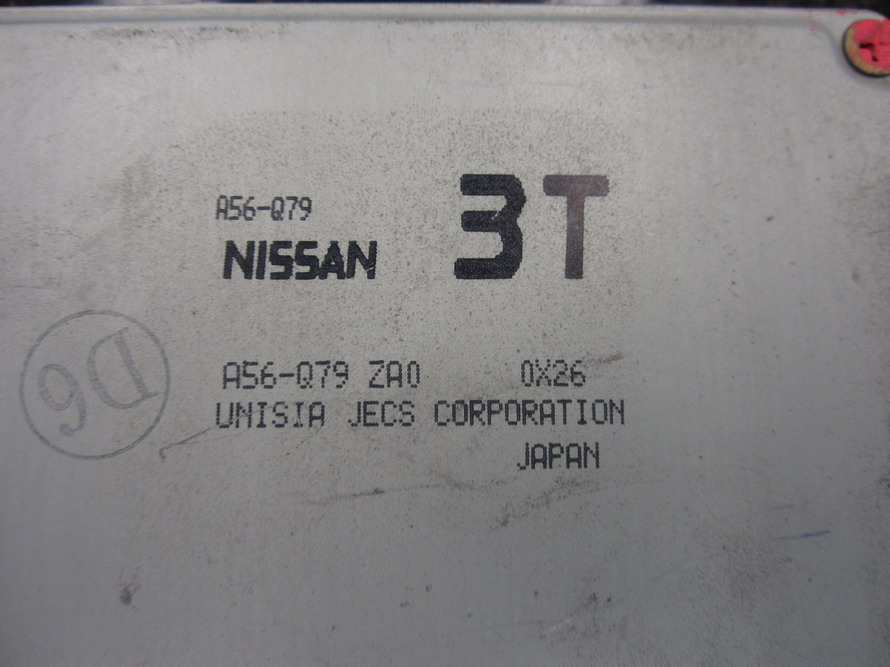 A56-Q79
NISSAN
3T
D6
A56-Q79 ZA0 0X26
UNISIA JECS CORPORATION
JAPAN